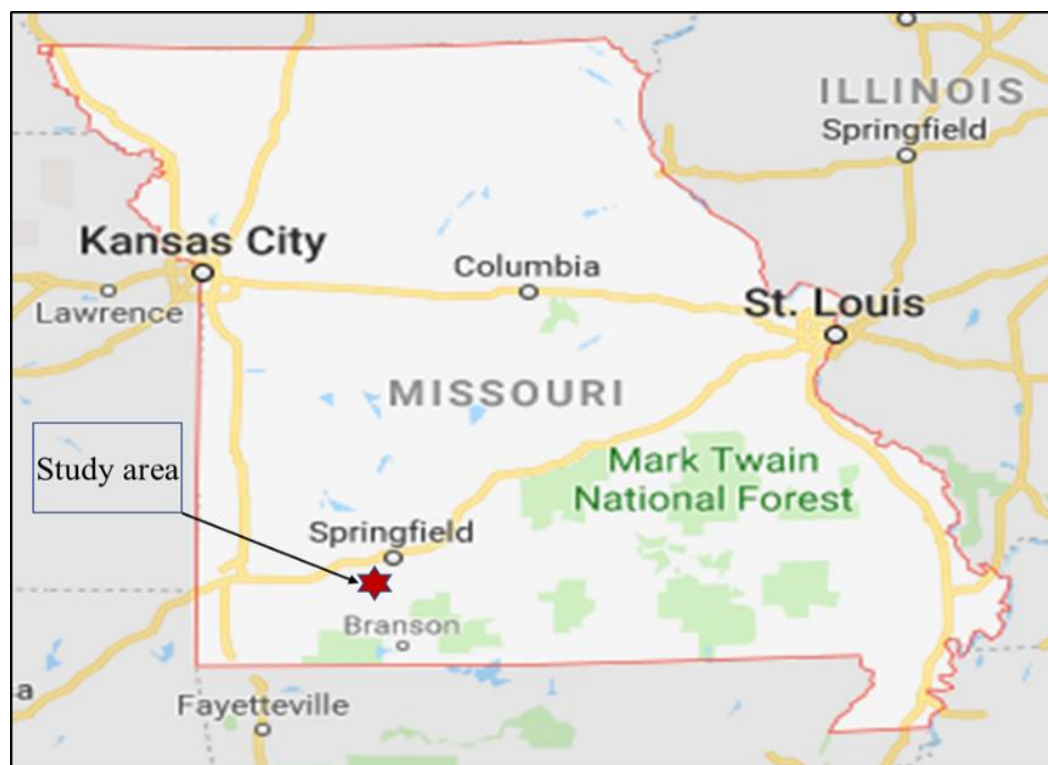 ILLINOIS
Springfield
Kansas City
Columbia
Lawrence
St. Louis
MISSOURI
Study area
Mark Twain
National Forest
Springfield
Branson
a
Fayetteville